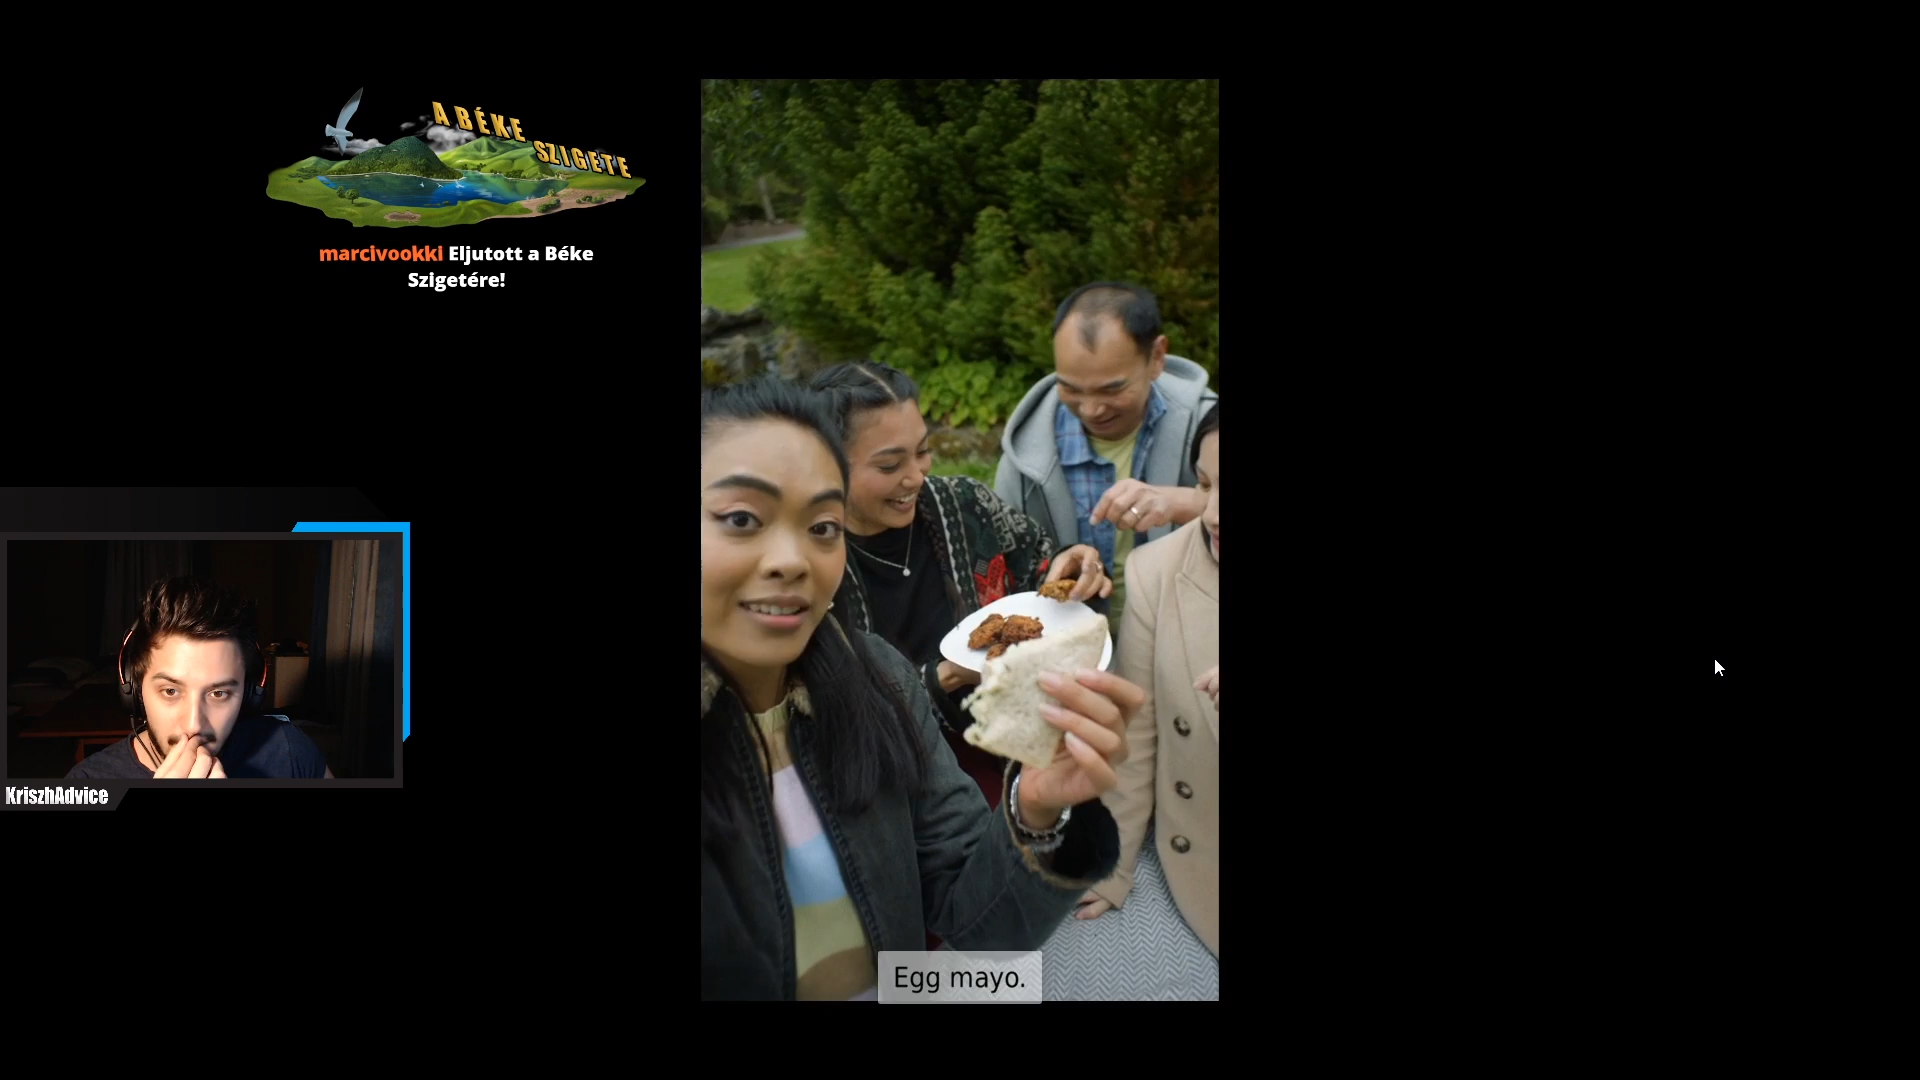 A BÉKE
SZIGETE
marcivookki Eljutott a Béke
Szigetére!
KriszhAdvice
Egg mayo.